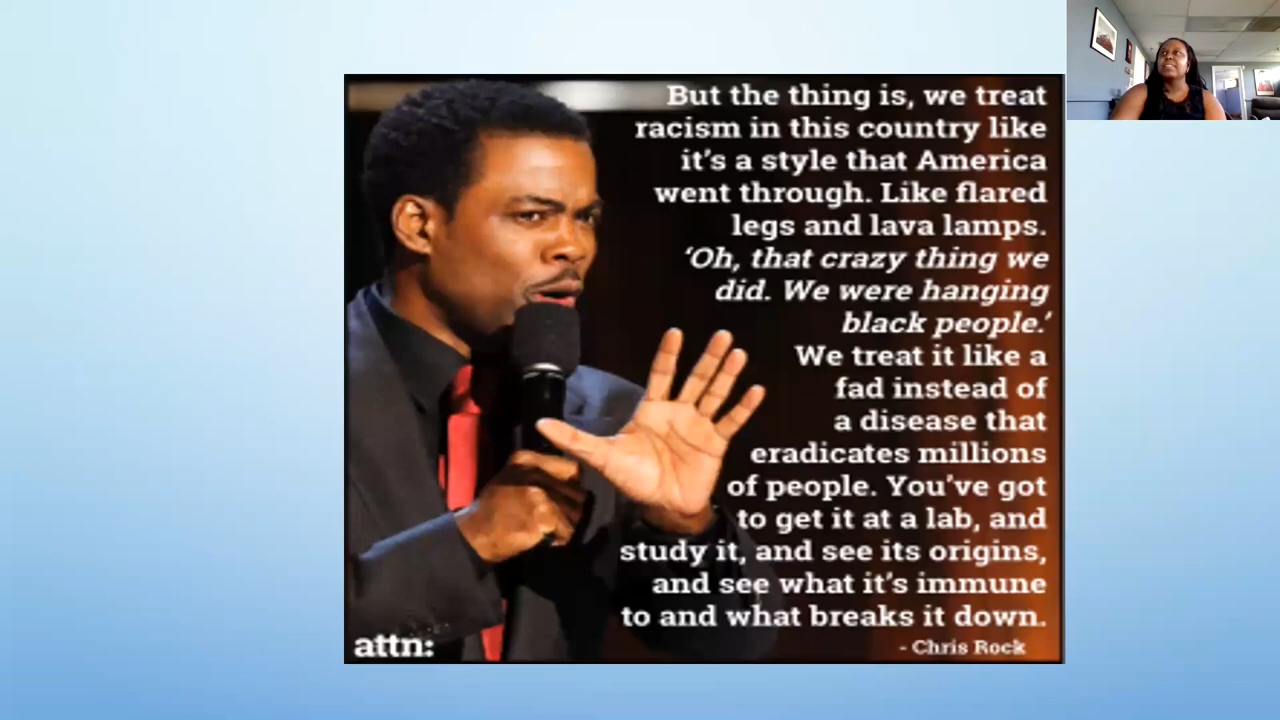 But the thing is, we treat
racism in this country like
it's a style that America
went through. Like flared
legs and lava lamps.
‘Oh, that crazy thing we
did. We were hanging
black people.’
We treat it like a
fad instead of
a disease that
eradicates millions
of people. You've got
to get it at a lab, and
study it, and see its origins,
and see what it's immune
to and what breaks it down.
- Chris Rock
attn: